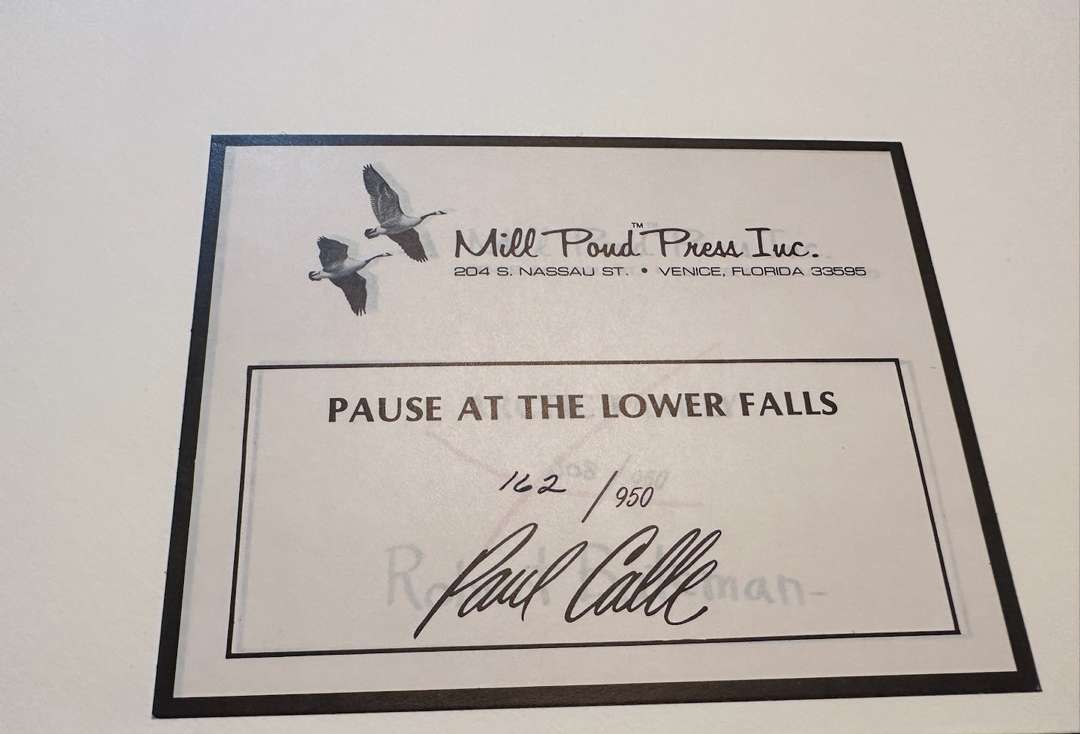 Mill Pond™ Press Inc.
204 S. NASSAU ST. • VENICE, FLORIDA 33595
PAUSE AT THE LOWER FALLS
162 / 950
Paul Calle